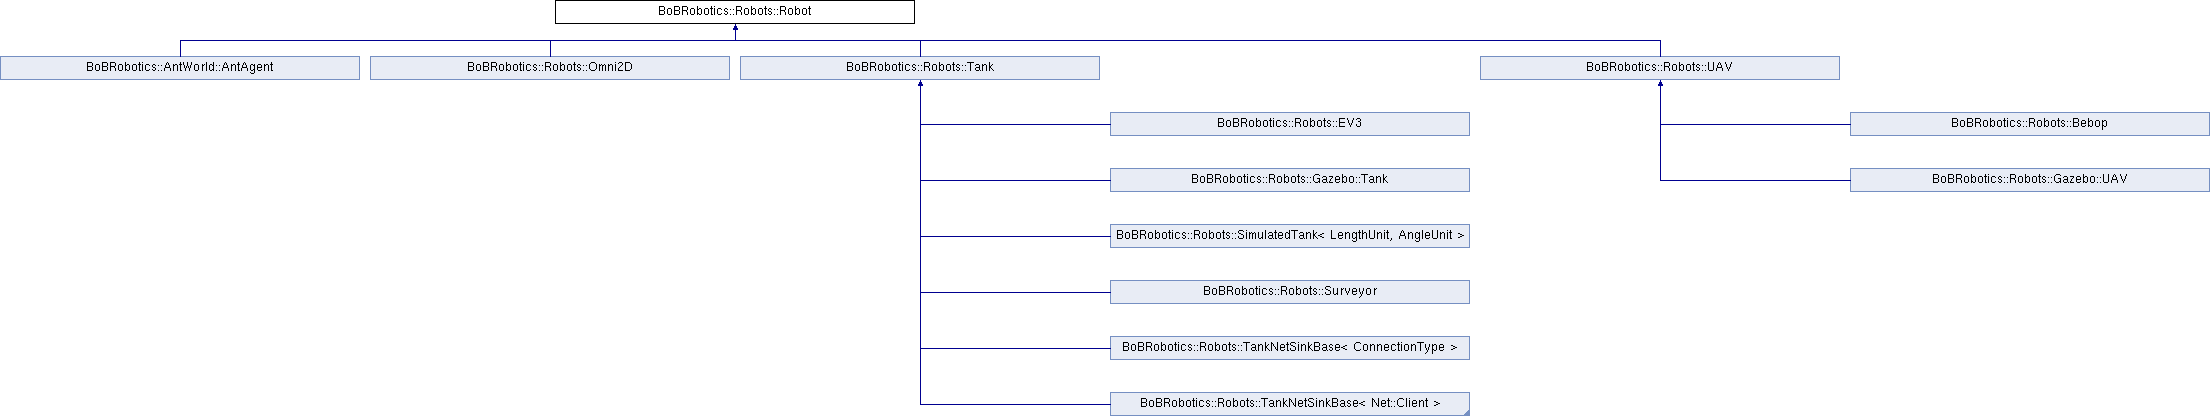 BoBRobotics::Robots::Robot
BoBRobotics::AntWorld::AntAgent
BoBRobotics::Robots::Omni2D
BoBRobotics::Robots::Tank
BoBRobotics::Robots::UAV
BoBRobotics::Robots::EV3
BoBRobotics::Robots::Bebop
BoBRobotics::Robots::Gazebo::Tank
BoBRobotics::Robots::Gazebo::UAV
BoBRobotics::Robots::SimulatedTank< LengthUnit, AngleUnit >
BoBRobotics::Robots::Surveyor
BoBRobotics::Robots::TankNetSinkBase< ConnectionType >
BoBRobotics::Robots::TankNetSinkBase< Net::Client >